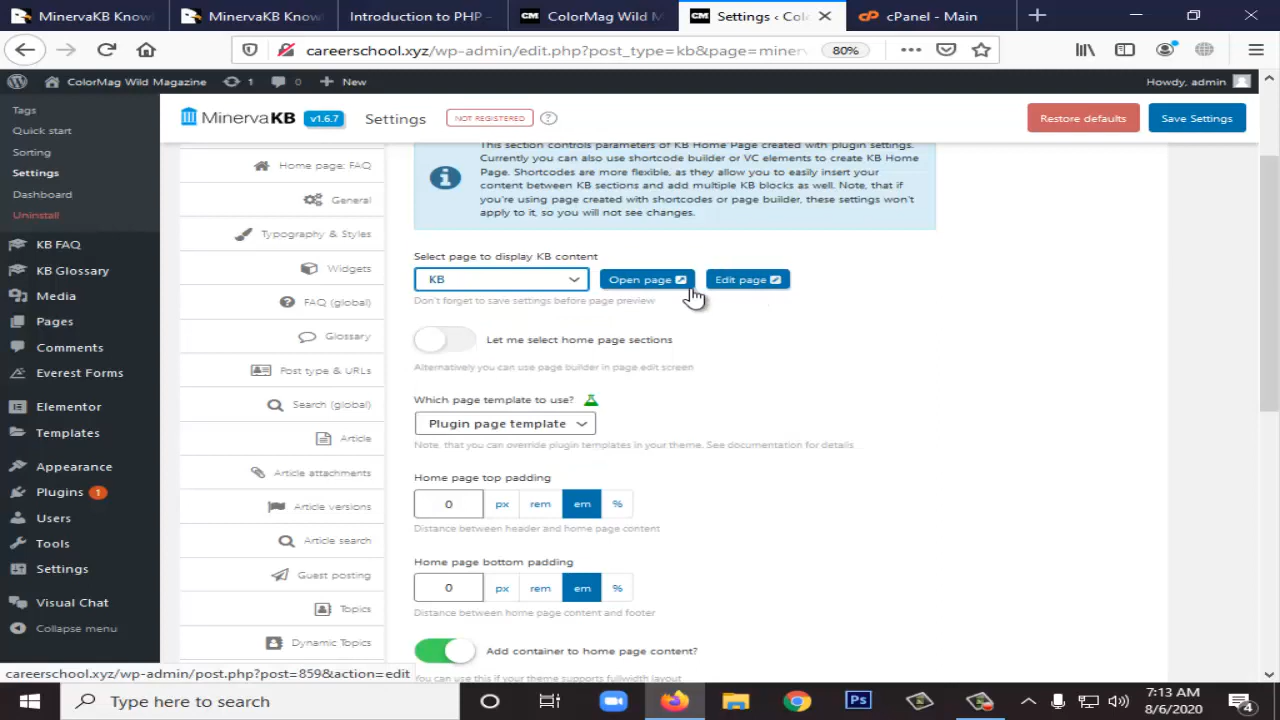 MinervaKB Know
MinervaKB Know
Introduction to PHP -
ColorMag Wild M
Settings ‹ Colo
cPanel - Main
careerschool.xyz/wp-admin/edit.php?post_type=kb&page=miner
80%
ColorMag Wild Magazine
1
0
New
Howdy, admin
Tags
Quick start
Sorting
Settings
Dashboard
Uninstall
KB FAQ
KB Glossary
Media
Pages
Comments
Everest Forms
Elementor
Templates
Appearance
Plugins 1
Users
Tools
Settings
Visual Chat
Collapse menu
MinervaKB v1.6.7 Settings NOT REGISTERED ?
Restore defaults
Save Settings
Home page: FAQ
General
Typography & Styles
Widgets
FAQ (global)
Glossary
Post type & URLs
Search (global)
Article
Article attachments
Article versions
Article search
Guest posting
Topics
Dynamic Topics
This section controls parameters of KB Home Page created with plugin settings.
Currently you can also use shortcode builder or VC elements to create KB Home
Page. Shortcodes are more flexible, as they allow you to easily insert your
content between KB sections and add multiple KB blocks as well. Note, that if
you're using page created with shortcodes or page builder, these settings won't
apply to it, so you will not see changes.
Select page to display KB content
KB
Open page
Edit page
Don't forget to save settings before page preview
Let me select home page sections
Alternatively you can use page builder in page edit screen
Which page template to use?
Plugin page template
Note, that you can override plugin templates in your theme. See documentation for details
Home page top padding
0 px rem em %
Distance between header and home page content
Home page bottom padding
0 px rem em %
Distance between home page content and footer
Add container to home page content?
You can use this if your theme supports fullwidth layout
careerschool.xyz/wp-admin/post.php?post=859&action=edit
Type here to search
Ps
7:13 AM
8/6/2020
4